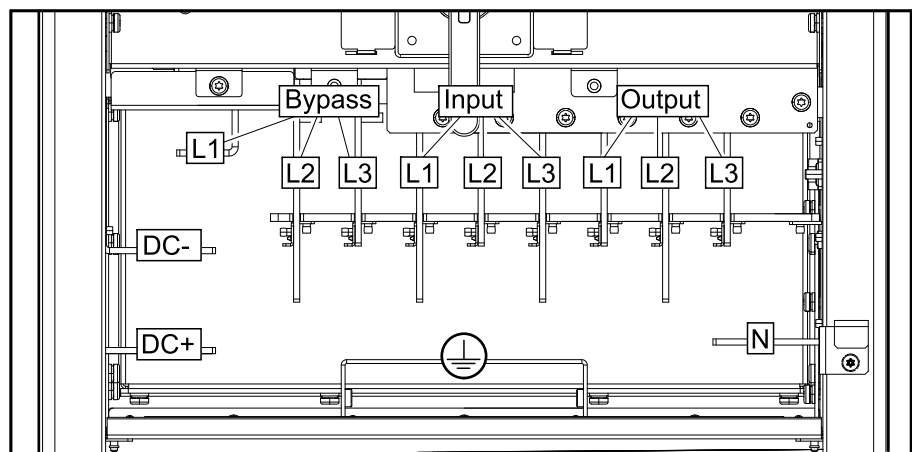 Bypass Input Output
L1
L2 L3 L1 L2 L3 L1 L2 L3
DC-
DC+ N